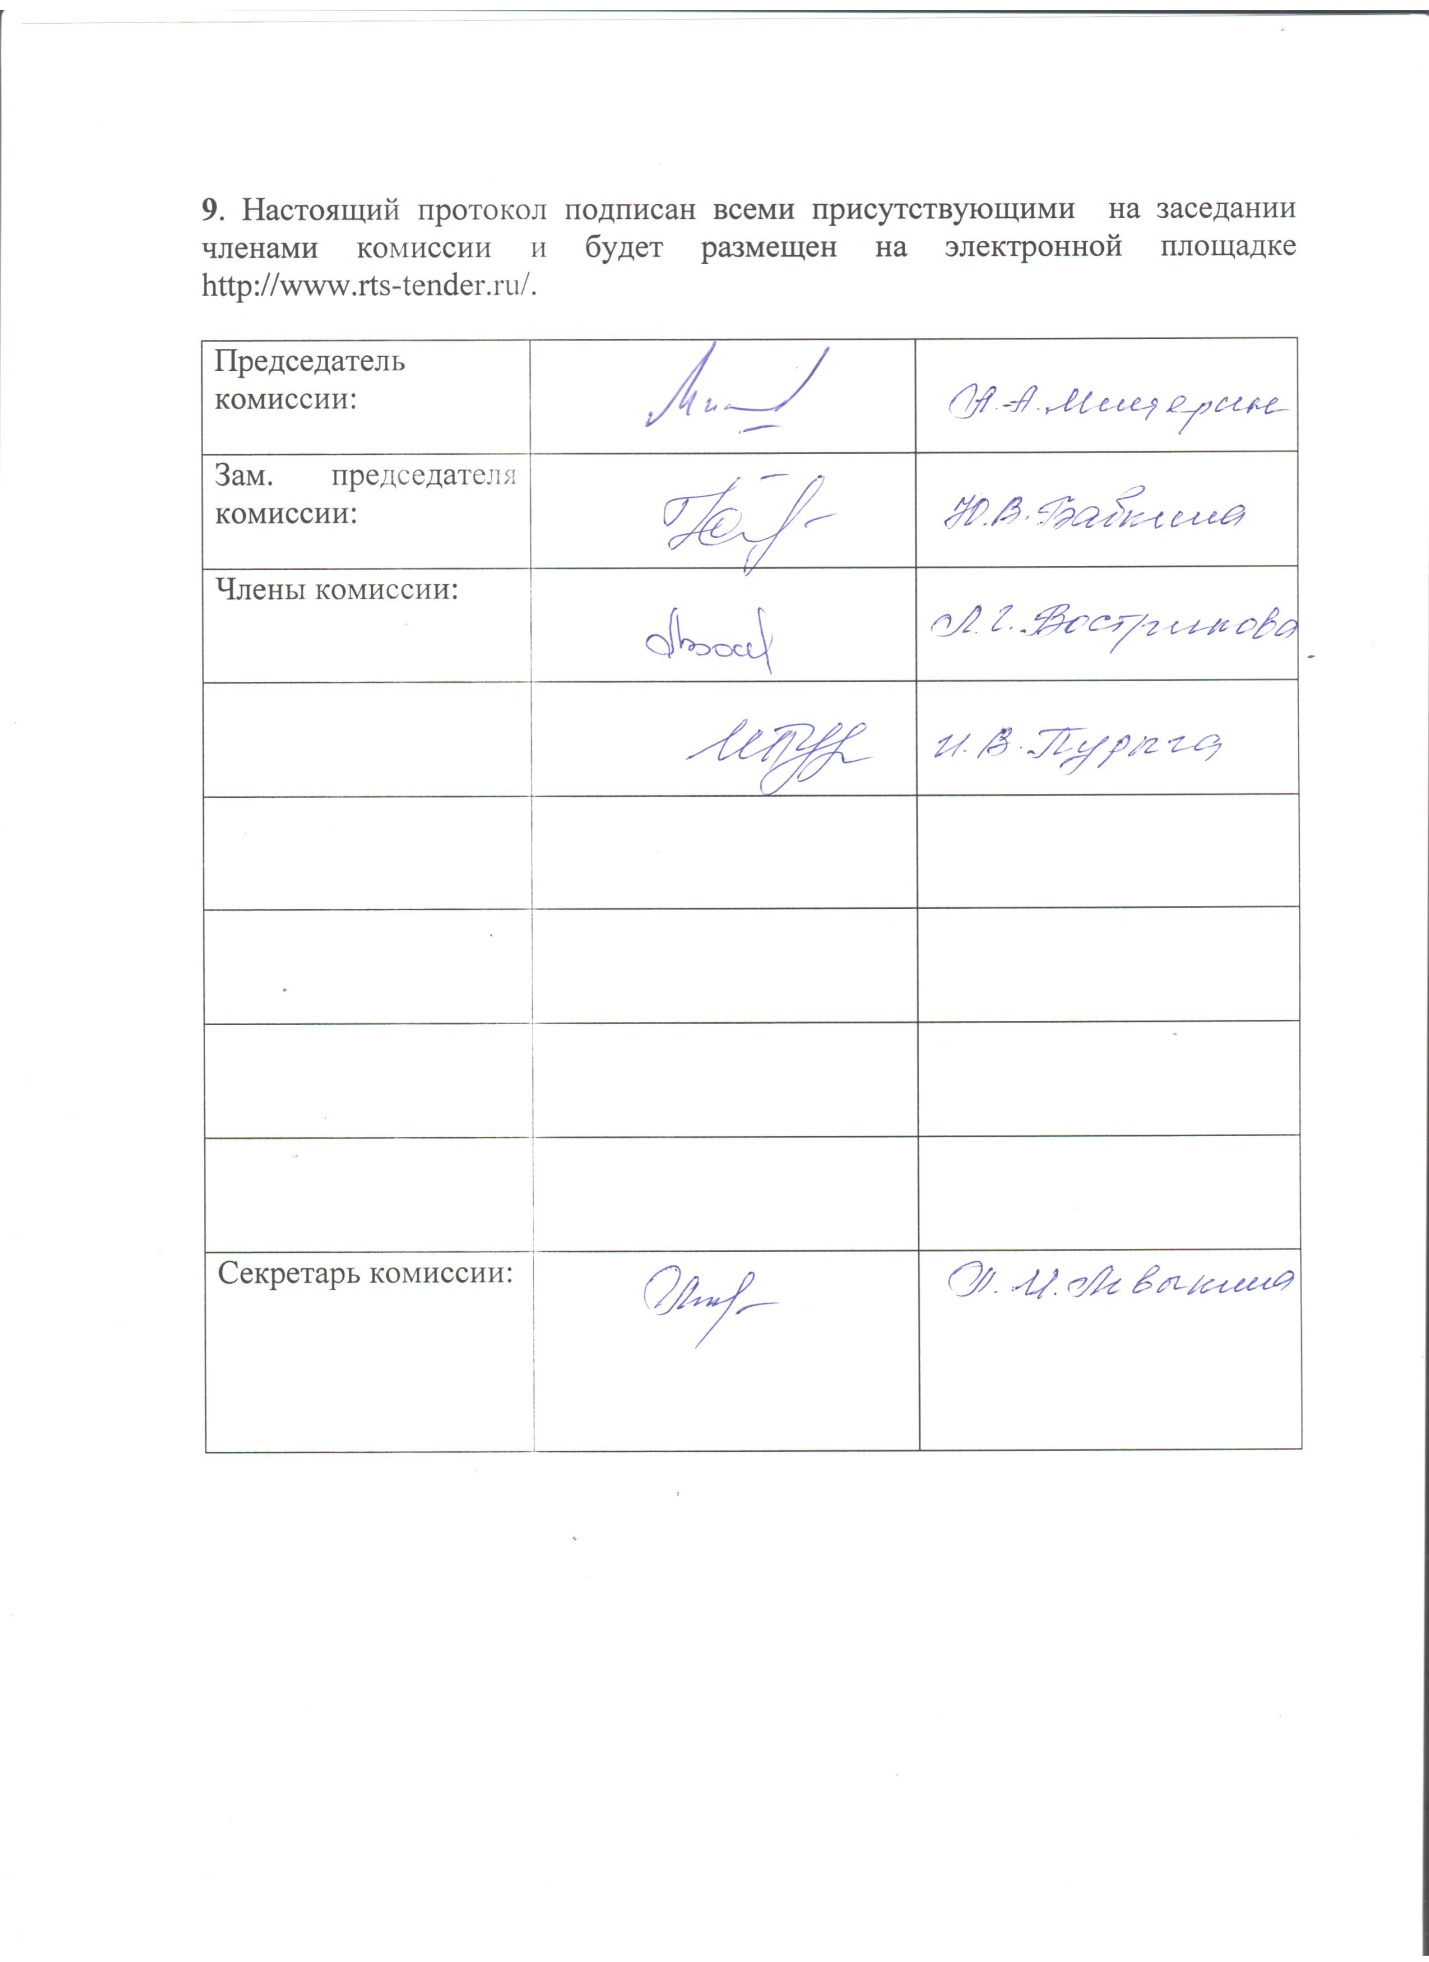 9. Настоящий протокол подписан всеми присутствующими на заседании
членами комиссии и будет размещен на электронной площадке
http://www.rts-tender.ru/.
Председатель
комиссии:
А.А.
Зам. председателя
комиссии:
Ю.В. Бабкина
Члены комиссии:
Л.Г. Вострикова
И.В. Пурыга
Секретарь комиссии: